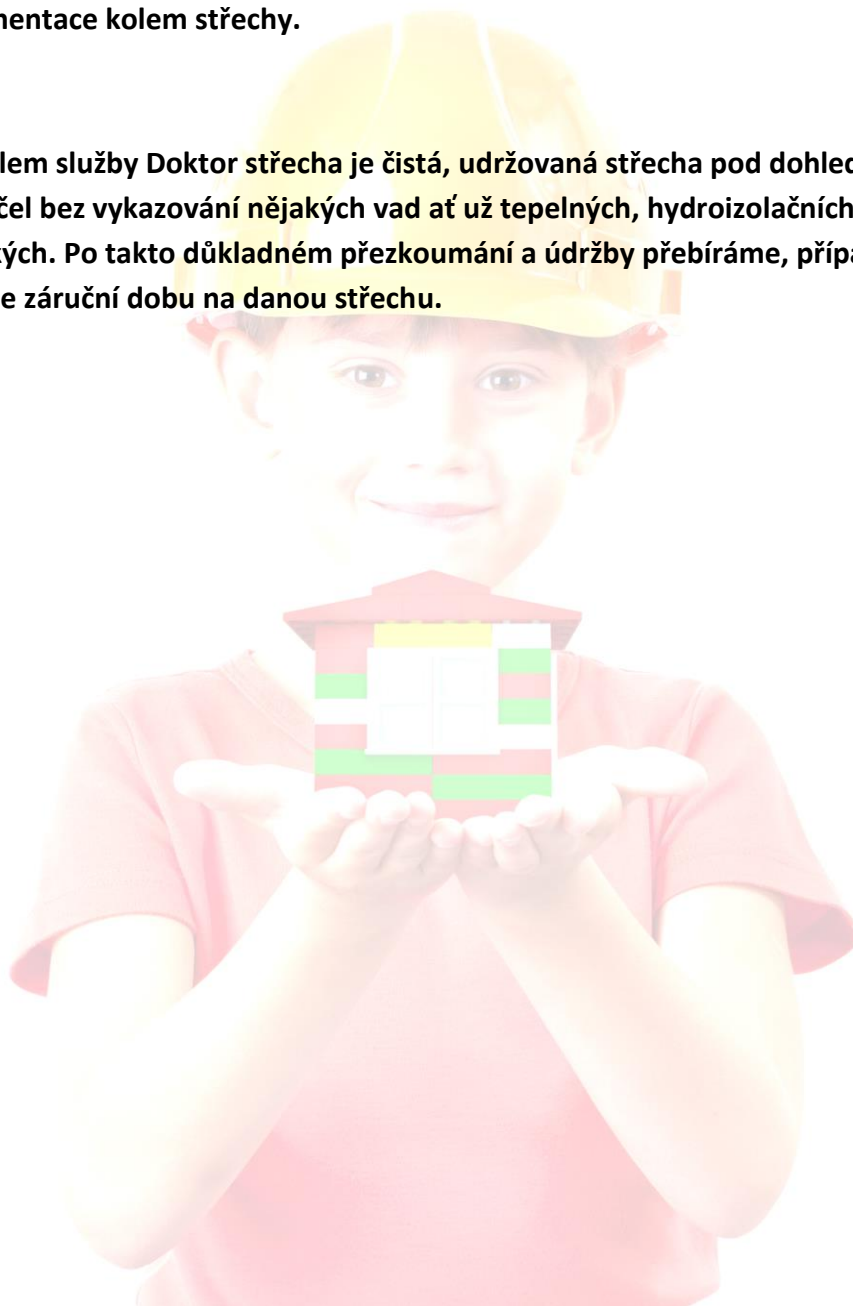 mentace kolem střechy.
lem služby Doktor střecha je čistá, udržovaná střecha pod dohled
čel bez vykazování nějakých vad ať už tepelných, hydroizolačních
kých. Po takto důkladném přezkoumání a údržby přebíráme, přípa
e záruční dobu na danou střechu.